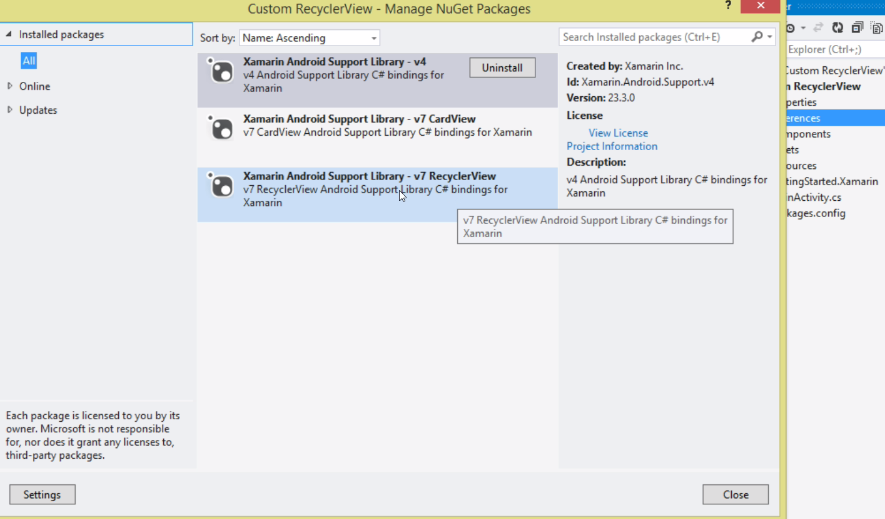 Custom RecyclerView - Manage NuGet Packages
?
Installed packages
All
Online
Updates
Each package is licensed to you by its
owner. Microsoft is not responsible
for, nor does it grant any licenses to,
third-party packages.
Settings
Sort by: Name: Ascending
Xamarin Android Support Library - v4
v4 Android Support Library C# bindings for
Xamarin
Uninstall
Xamarin Android Support Library - v7 CardView
v7 CardView Android Support Library C# bindings for Xamarin
Xamarin Android Support Library - v7 RecyclerView
v7 RecyclerView Android Support Library C# bindings for
Xamarin
v7 RecyclerView Android Support Library C# bindings for
Xamarin
Search Installed packages (Ctrl+E)
Created by: Xamarin Inc.
Id: Xamarin.Android.Support.v4
Version: 23.3.0
License
View License
Project Information
Description:
v4 Android Support Library C# bindings for
Xamarin
Close
Explorer (Ctrl+;)
Custom RecyclerView'
m RecyclerView
perties
erences
mponents
ets
ources
tingStarted.Xamarin
nActivity.cs
kages.config